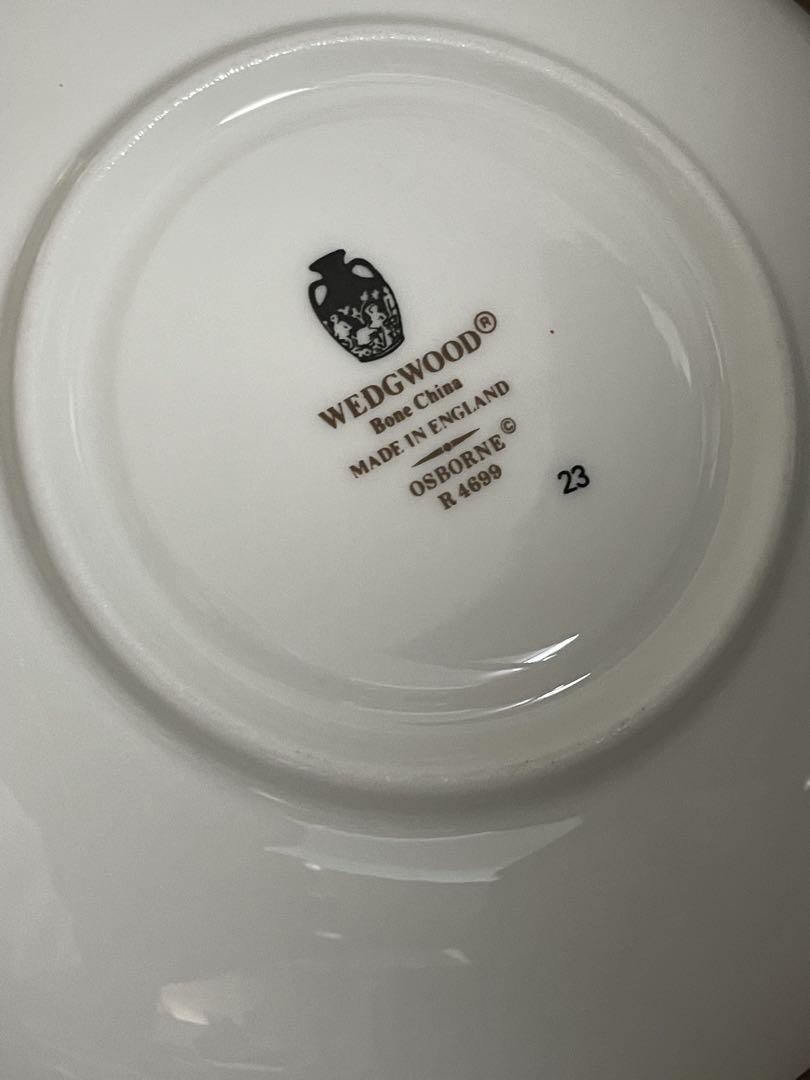 WEDGWOOD®
Bone China
MADE IN ENGLAND
OSBORNE©
R 4699
23